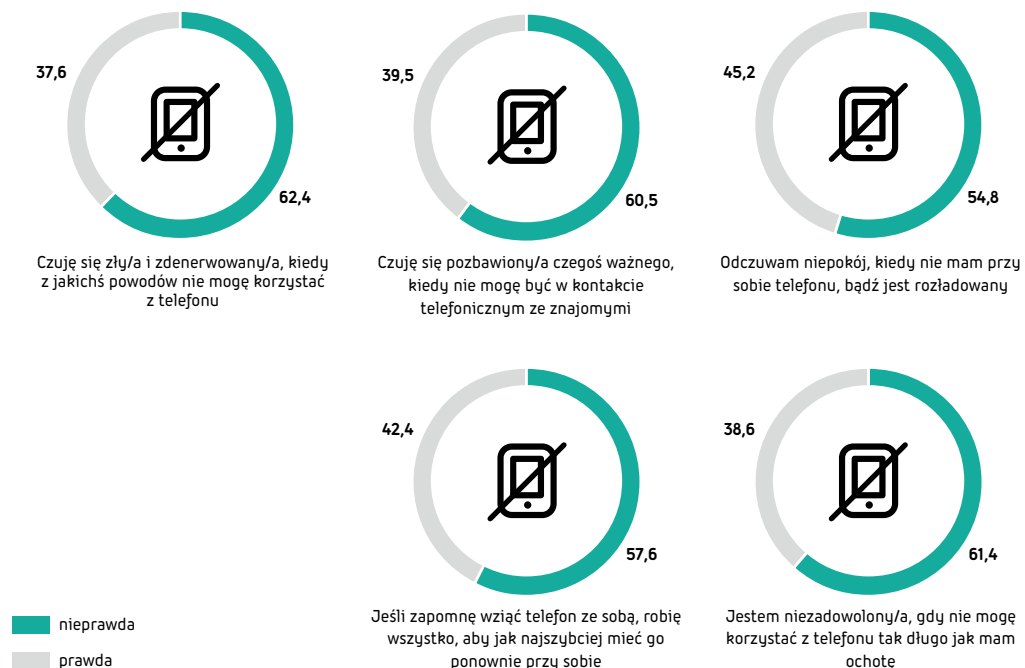 37,6
62,4
Czuję się zły/a i zdenerwowany/a, kiedy
z jakichś powodów nie mogę korzystać
z telefonu
39,5
60,5
Czuję się pozbawiony/a czegoś ważnego,
kiedy nie mogę być w kontakcie
telefonicznym ze znajomymi
45,2
54,8
Odczuwam niepokój, kiedy nie mam przy
sobie telefonu, bądź jest rozładowany
42,4
57,6
Jeśli zapomnę wziąć telefon ze sobą, robię
wszystko, aby jak najszybciej mieć go
ponownie przy sobie
38,6
61,4
Jestem niezadowolony/a, gdy nie mogę
korzystać z telefonu tak długo jak mam
ochotę
nieprawda
prawda